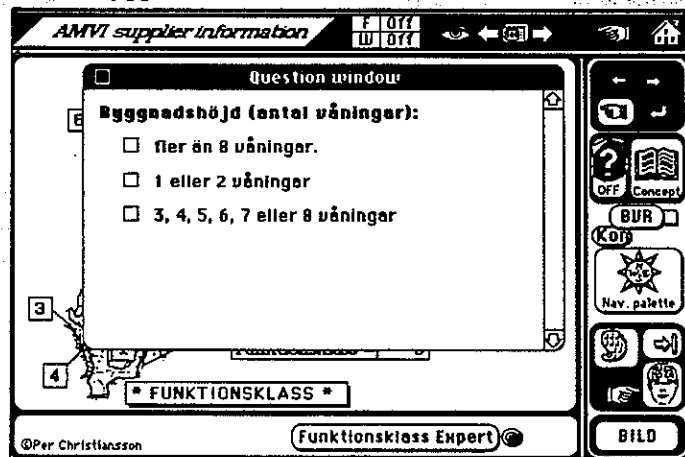 AMVI supplier information
F Off
W Off
Question window
Byggnadshöjd (antal våningar):
fler än 8 våningar.
1 eller 2 våningar
3, 4, 5, 6, 7 eller 8 våningar
3
4
* FUNKTIONSKLASS *
©Per Christiansson
Funktionsklass Expert
?
OFF
Concept
BVR
Kom
Nav. palette
BILD